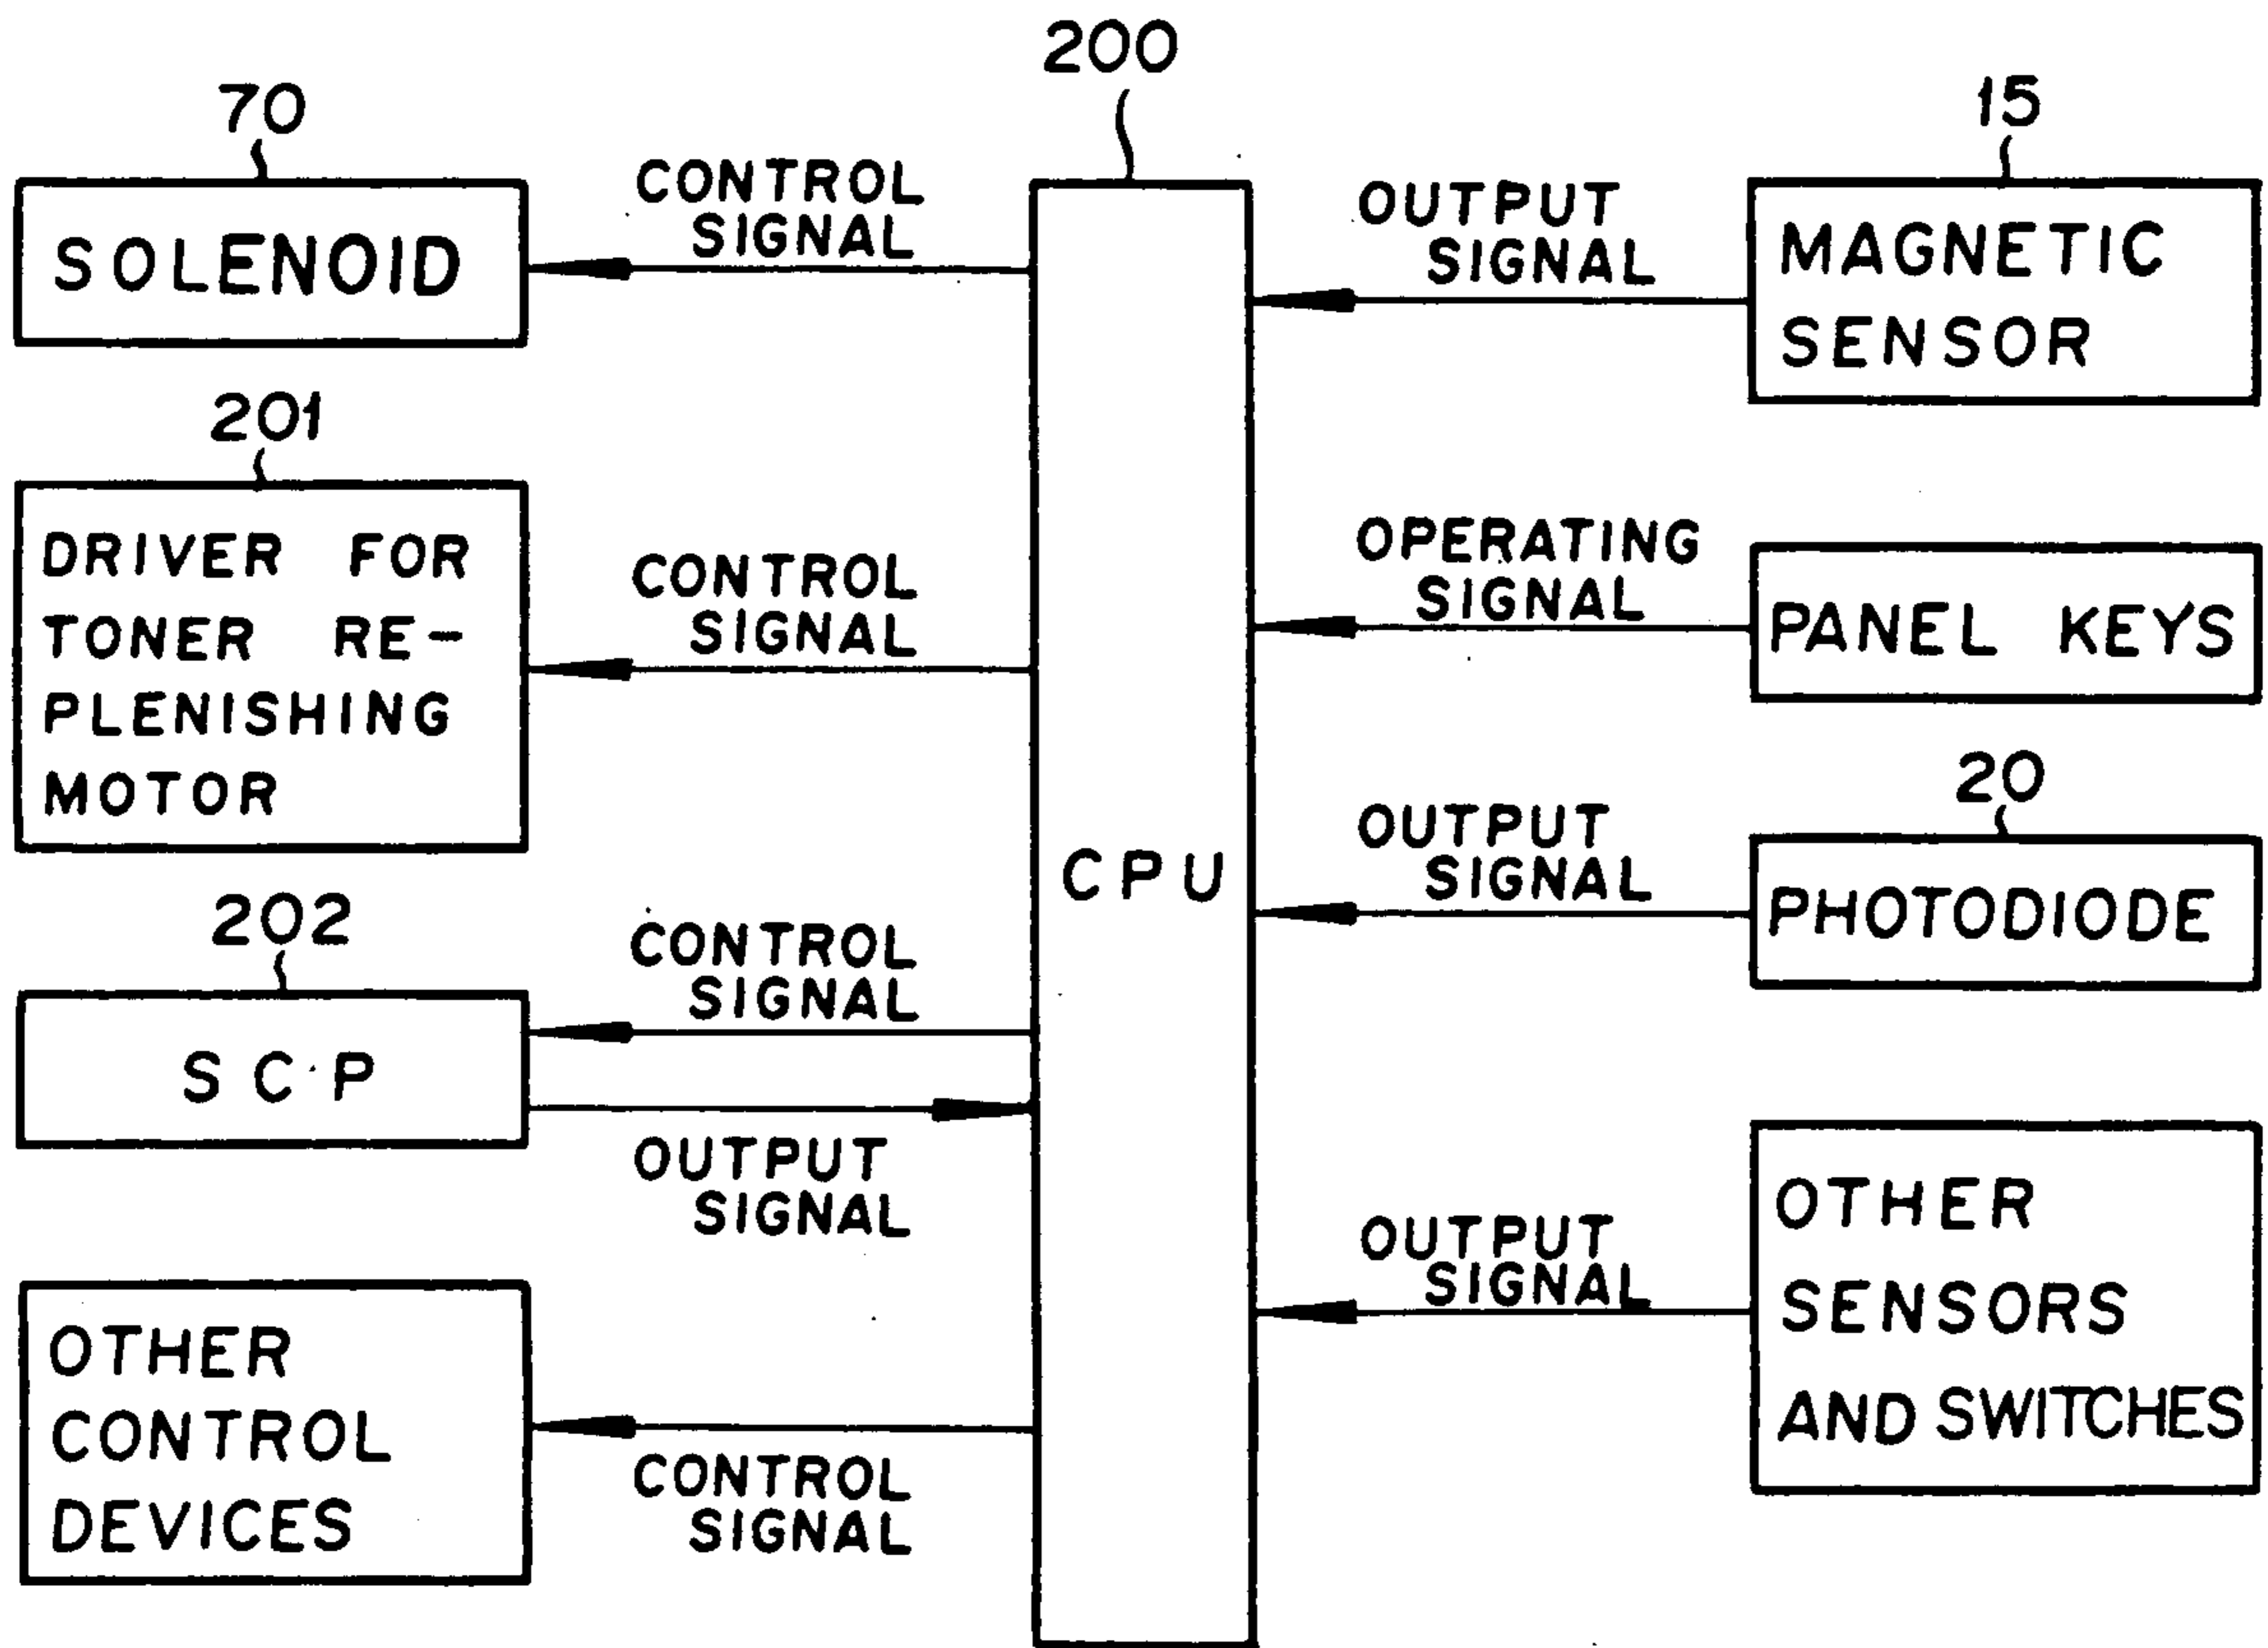 200
70
15
SOLENOID
CONTROL
SIGNAL
OUTPUT
SIGNAL
MAGNETIC
SENSOR
201
DRIVER FOR
TONER RE-
PLENISHING
MOTOR
CONTROL
SIGNAL
OPERATING
SIGNAL
PANEL KEYS
CPU
20
OUTPUT
SIGNAL
PHOTODIODE
202
SCP
CONTROL
SIGNAL
OUTPUT
SIGNAL
OUTPUT
SIGNAL
OTHER
SENSORS
AND SWITCHES
OTHER
CONTROL
DEVICES
CONTROL
SIGNAL